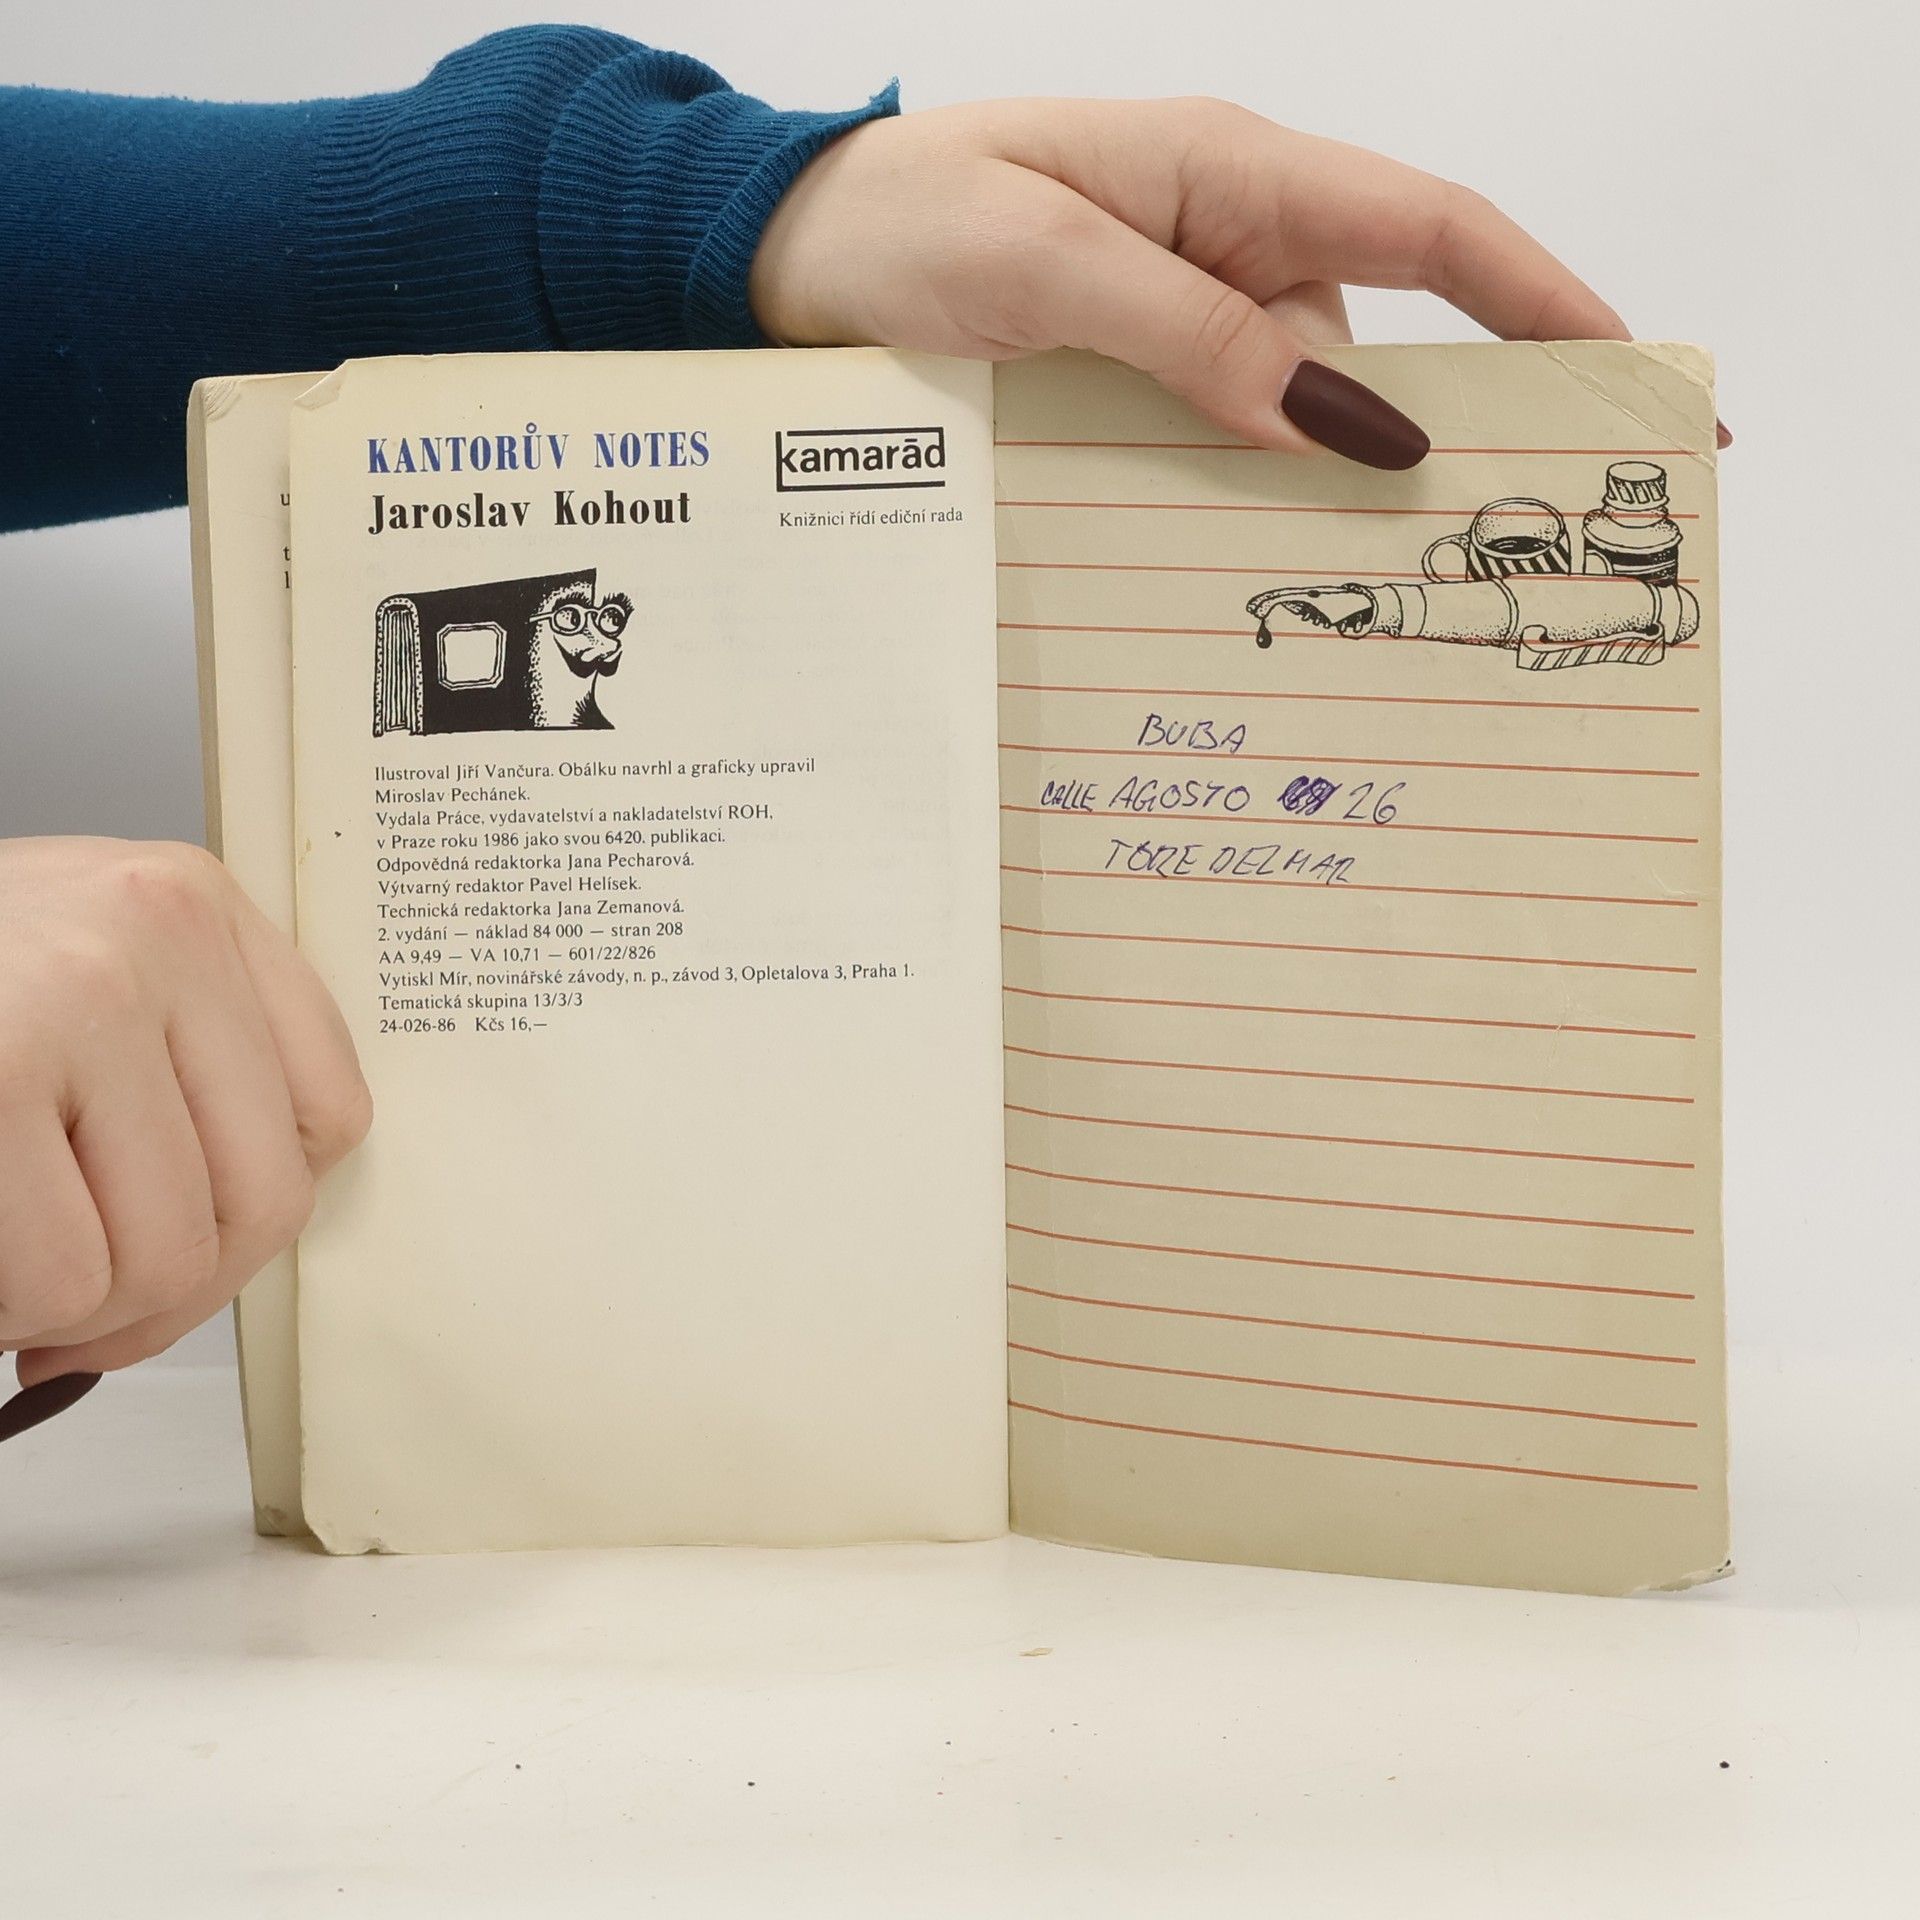 KANTORŮV NOTES
Jaroslav Kohout
kamarād
Knižnici řídí ediční rada
Ilustroval Jiří Vančura. Obálku navrhl a graficky upravil
Miroslav Pechánek.
Vydala Práce, vydavatelství a nakladatelství ROH,
v Praze roku 1986 jako svou 6420. publikaci.
Odpovědná redaktorka Jana Pecharová.
Výtvarný redaktor Pavel Helísek.
Technická redaktorka Jana Zemanová.
2. vydání — náklad 84 000 — stran 208
AA 9,49 — VA 10,71 — 601/22/826
Vytiskl Mír, novinářské závody, n. p., závod 3, Opletalova 3, Praha 1.
Tematická skupina 13/3/3
24-026-86 Kčs 16,—
BUBA
CALLE AGOSTO 26
TORE DEL MAR